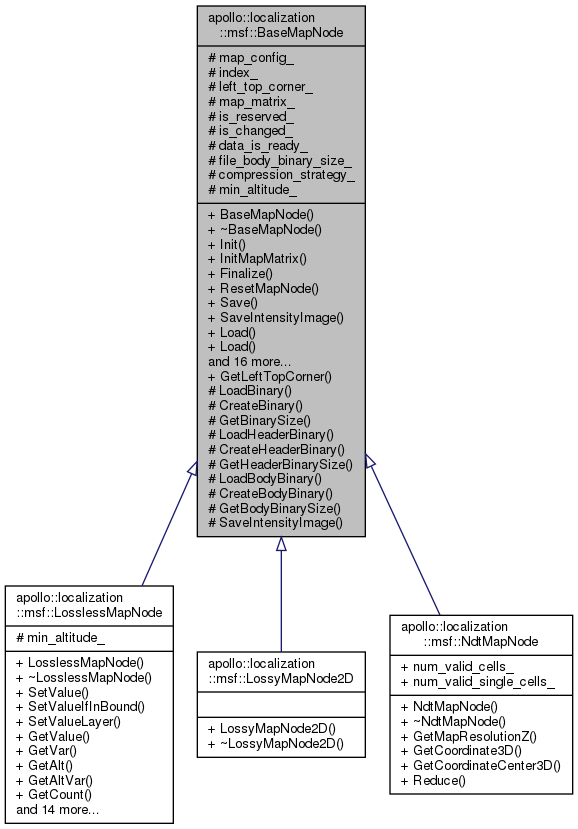 apollo::localization
::msf::BaseMapNode
# map_config_
# index_
# left_top_corner_
# map_matrix_
# is_reserved_
# is_changed_
# data_is_ready_
# file_body_binary_size_
# compression_strategy_
# min_altitude_
+ BaseMapNode()
+ ~BaseMapNode()
+ Init()
+ InitMapMatrix()
+ Finalize()
+ ResetMapNode()
+ Save()
+ SaveIntensityImage()
+ Load()
+ Load()
and 16 more...
+ GetLeftTopCorner()
# LoadBinary()
# CreateBinary()
# GetBinarySize()
# LoadHeaderBinary()
# CreateHeaderBinary()
# GetHeaderBinarySize()
# LoadBodyBinary()
# CreateBodyBinary()
# GetBodyBinarySize()
# SaveIntensityImage()
apollo::localization
::msf::LosslessMapNode
# min_altitude_
+ LosslessMapNode()
+ ~LosslessMapNode()
+ SetValue()
+ SetValueIfInBound()
+ SetValueLayer()
+ GetValue()
+ GetVar()
+ GetAlt()
+ GetAltVar()
+ GetCount()
and 14 more...
apollo::localization
::msf::LossyMapNode2D
+ LossyMapNode2D()
+ ~LossyMapNode2D()
apollo::localization
::msf::NdtMapNode
+ num_valid_cells_
+ num_valid_single_cells_
+ NdtMapNode()
+ ~NdtMapNode()
+ GetMapResolutionZ()
+ GetCoordinate3D()
+ GetCoordinateCenter3D()
+ Reduce()